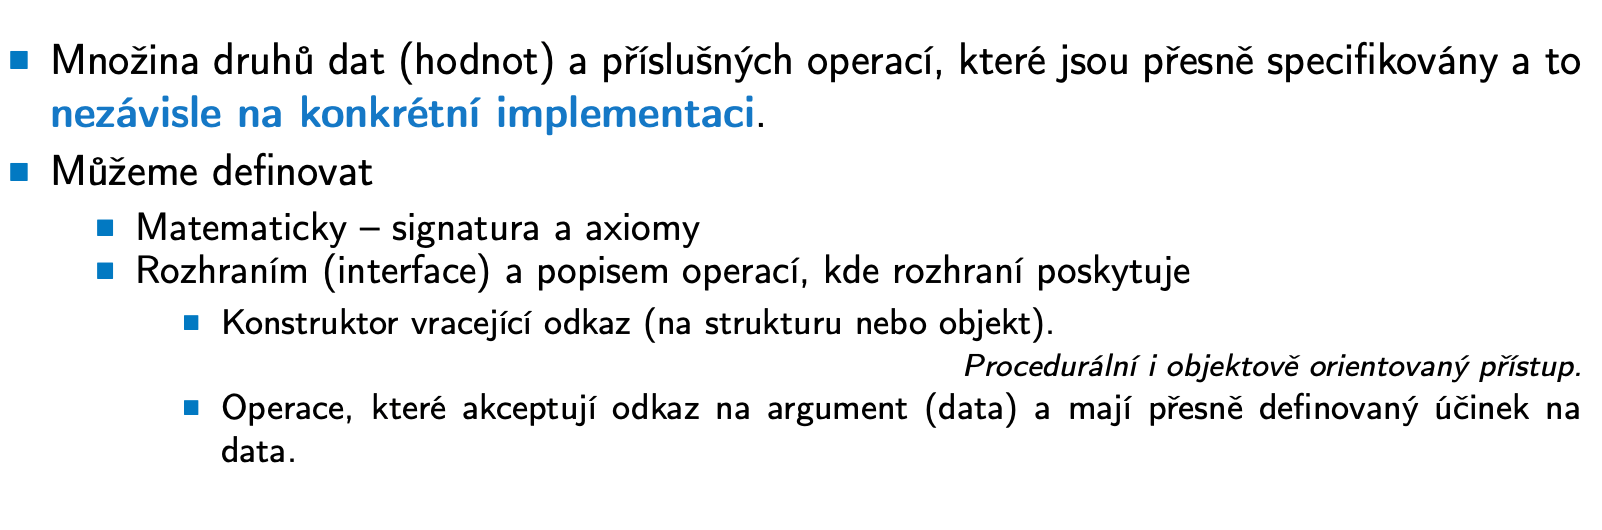 Množina druhů dat (hodnot) a příslušných operací, které jsou přesně specifikovány a to
nezávisle na konkrétní implementaci.
Můžeme definovat
Matematicky – signatura a axiomy
Rozhraním (interface) a popisem operací, kde rozhraní poskytuje
Konstruktor vracející odkaz (na strukturu nebo objekt).
Procedurální i objektově orientovaný přístup.
Operace, které akceptují odkaz na argument (data) a mají přesně definovaný účinek na
data.